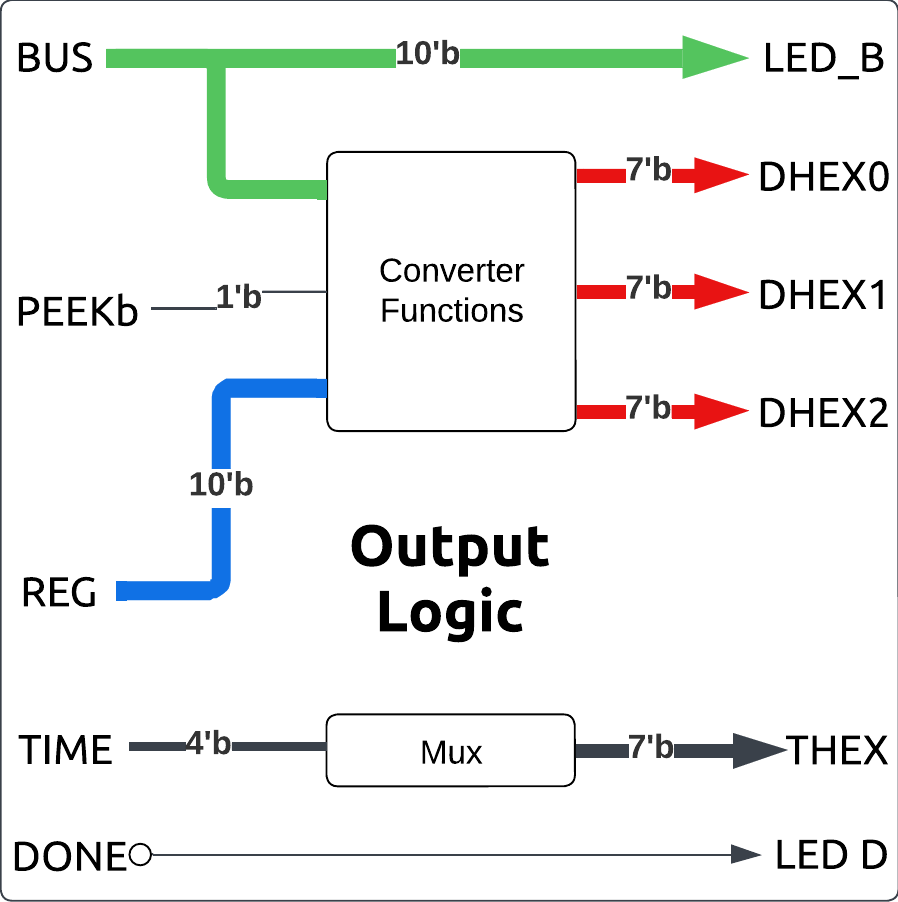 BUS 10'b LED_B
7'b DHEX0
Converter
Functions
PEEKb 1'b 7'b DHEX1
7'b DHEX2
10'b
Output
Logic
REG
TIME 4'b Mux 7'b THEX
DONE LED D